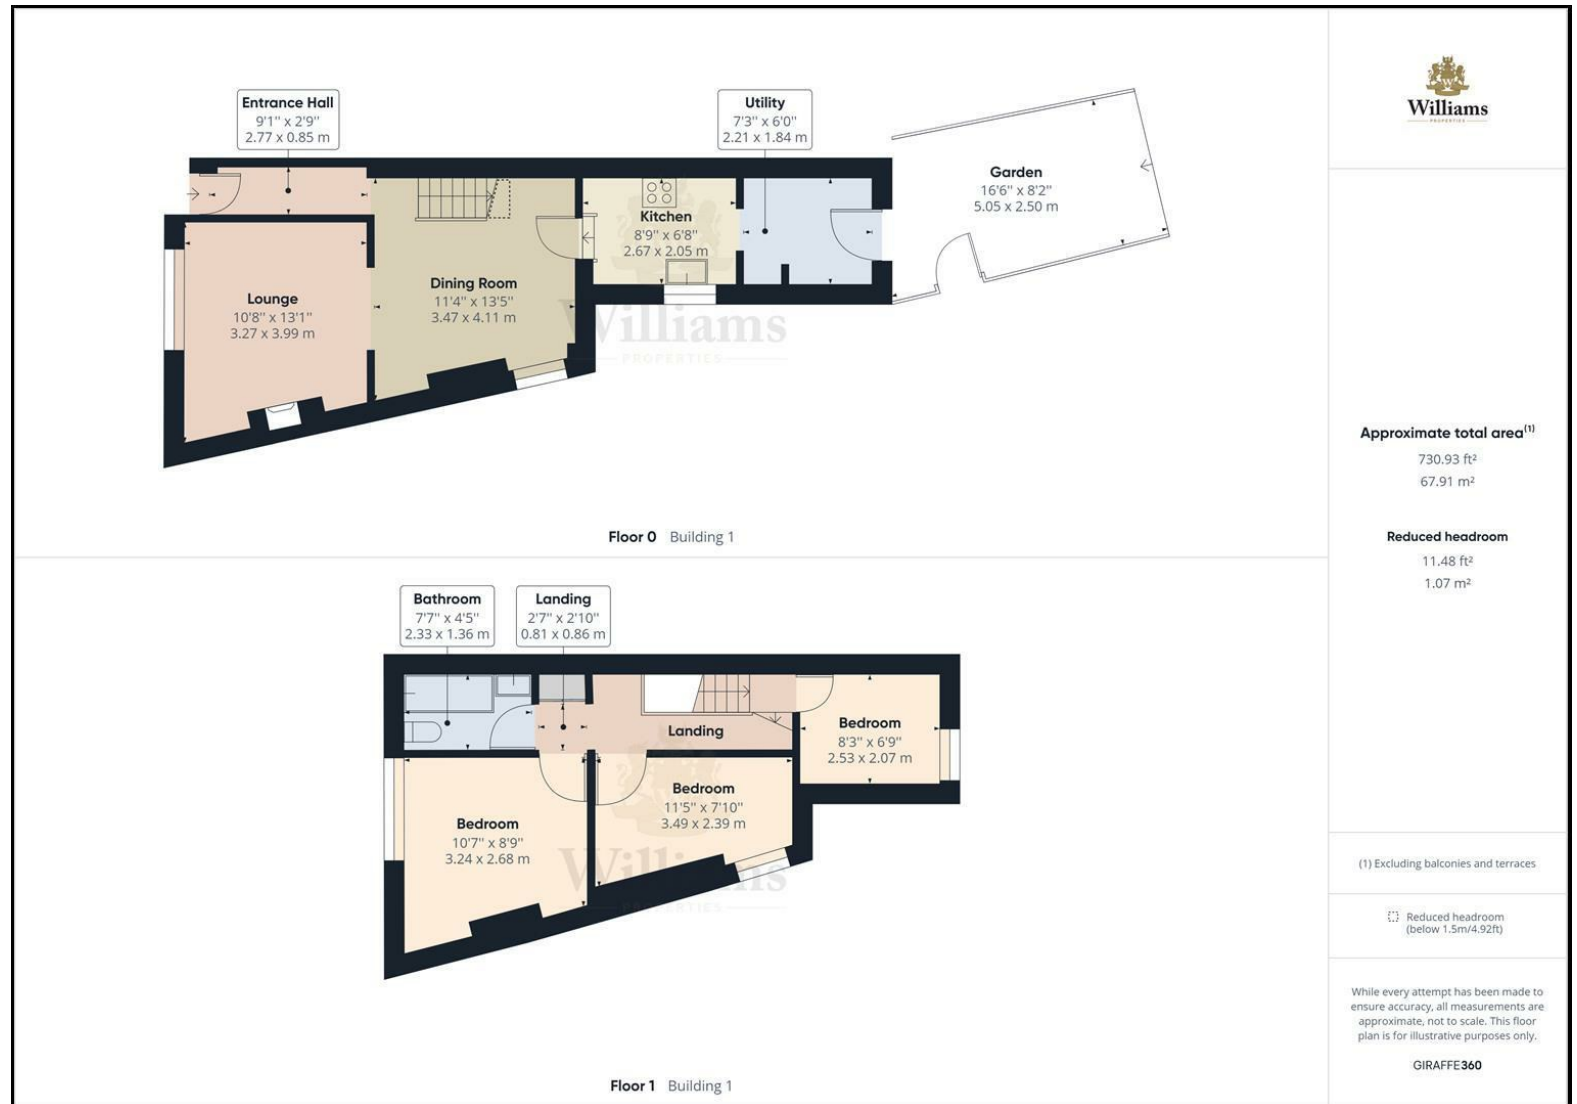 Entrance Hall
9'1" x 2'9"
2.77 x 0.85 m
Utility
7'3" x 6'0"
2.21 x 1.84 m
Garden
16'6" x 8'2"
5.05 x 2.50 m
Kitchen
8'9" x 6'8"
2.67 x 2.05 m
Dining Room
11'4" x 13'5"
3.47 x 4.11 m
Lounge
10'8" x 13'1"
3.27 x 3.99 m
Williams
PROPERTIES
Floor 0 Building 1
Bathroom
7'7" x 4'5"
2.33 x 1.36 m
Landing
2'7" x 2'10"
0.81 x 0.86 m
Landing
Bedroom
8'3" x 6'9"
2.53 x 2.07 m
Bedroom
11'5" x 7'10"
3.49 x 2.39 m
Bedroom
10'7" x 8'9"
3.24 x 2.68 m
Williams
PROPERTIES
Floor 1 Building 1
W
Williams
PROPERTIES
Approximate total area(1)
730.93 ft²
67.91 m²
Reduced headroom
11.48 ft²
1.07 m²
(1) Excluding balconies and terraces
Reduced headroom
(below 1.5m/4.92ft)
While every attempt has been made to
ensure accuracy, all measurements are
approximate, not to scale. This floor
plan is for illustrative purposes only.
GIRAFFE360